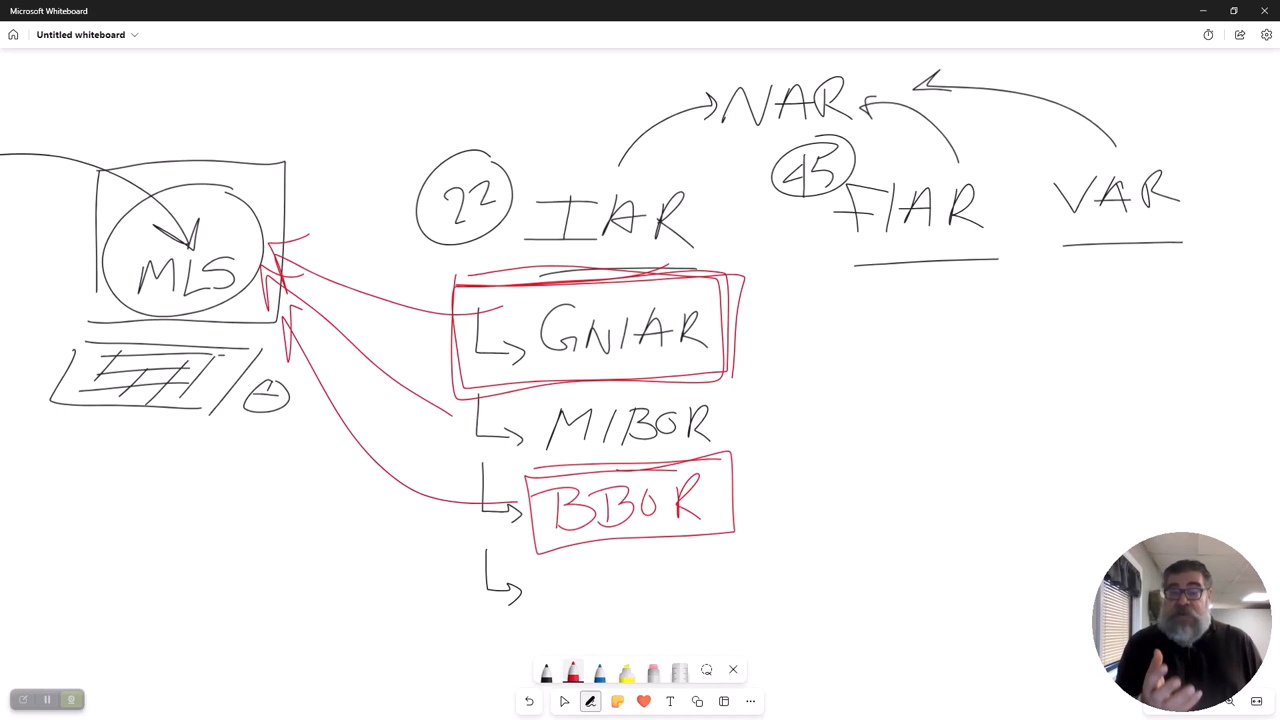 Microsoft Whiteboard
Untitled whiteboard
NAR
22
IAR
45
FIAR
VAR
MLS
GNIAR
MIBOR
BBOR
T